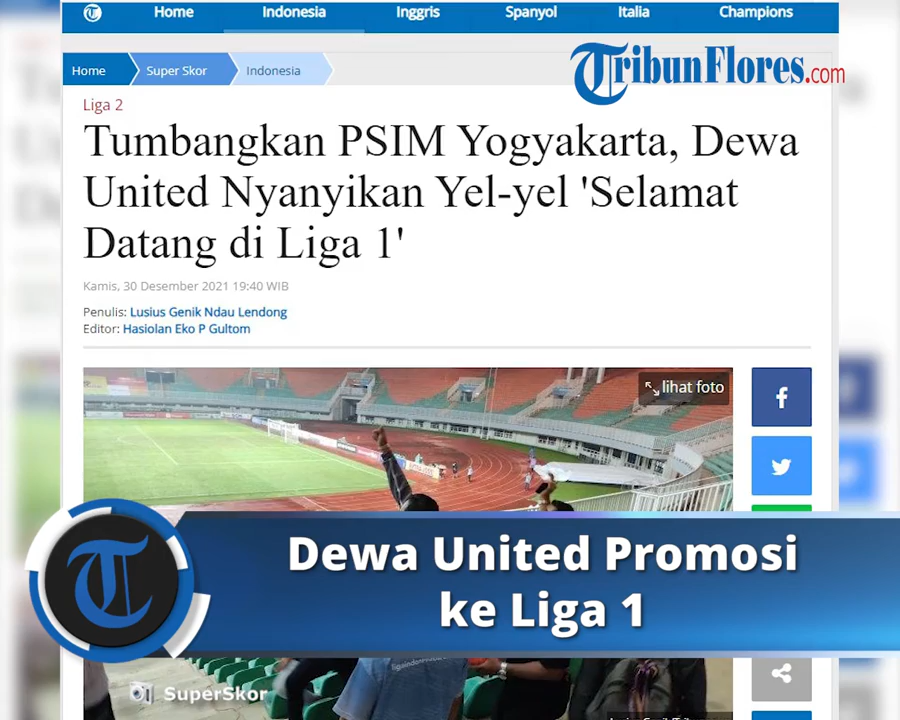 Home Indonesia Inggris Spanyol Italia Champions
Home Super Skor Indonesia
TribunFlores.com
Liga 2
Tumbangkan PSIM Yogyakarta, Dewa
United Nyanyikan Yel-yel 'Selamat
Datang di Liga 1'
Kamis, 30 Desember 2021 19:40 WIB
Penulis: Lusius Genik Ndau Lendong
Editor: Hasiolan Eko P Gultom
lihat foto
Dewa United Promosi
ke Liga 1
SuperSkor